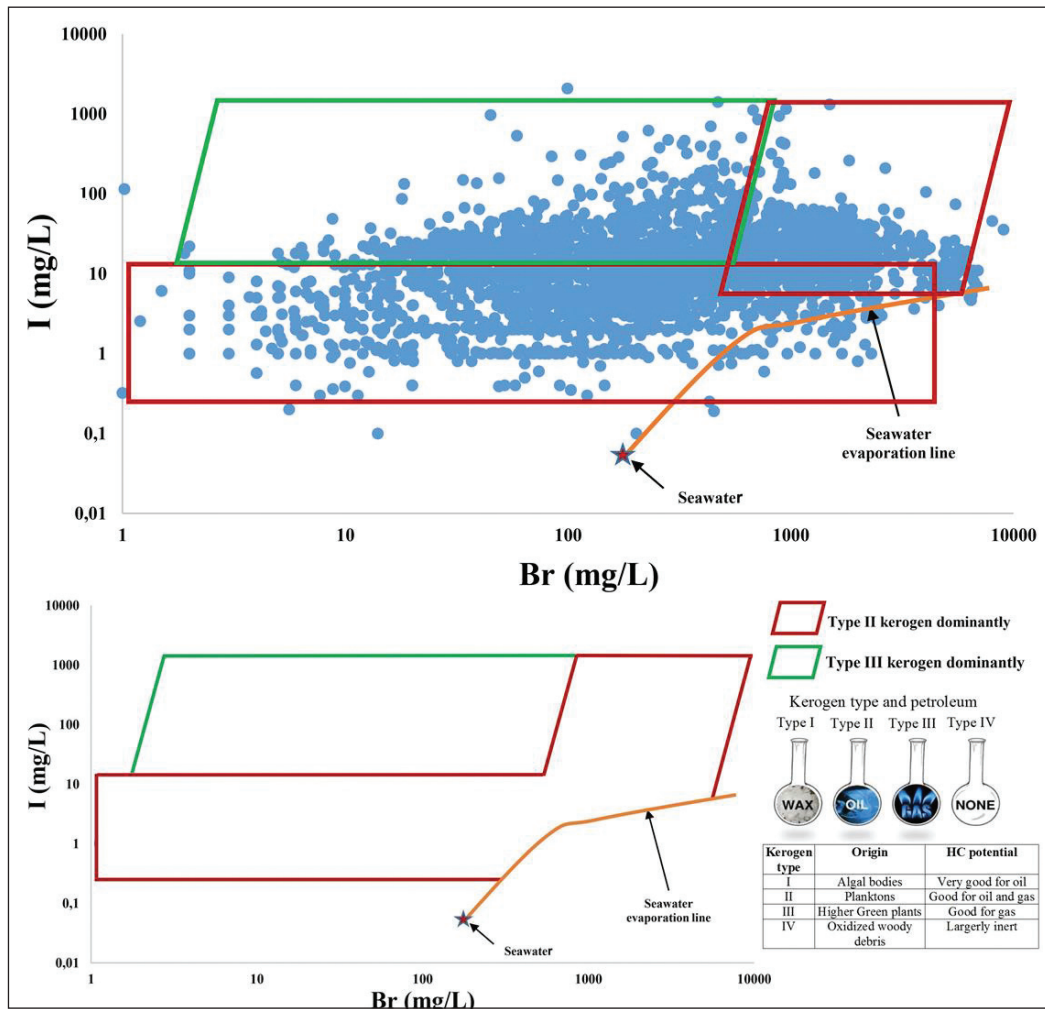 10000
1000
100
10
1
0,1
0,01
I (mg/L)
1
10
100
1000
10000
Br (mg/L)
Seawater
evaporation line
Seawater
10000
1000
100
10
1
0,1
0,01
I (mg/L)
1
10
100
1000
10000
Br (mg/L)
Seawater
evaporation line
Seawater
Type II kerogen dominantly
Type III kerogen dominantly
Kerogen type and petroleum
Type I Type II Type III Type IV
WAX OIL GAS NONE
Kerogen type Origin HC potential
I Algal bodies Very good for oil
II Planktons Good for oil and gas
III Higher Green plants Good for gas
IV Oxidized woody debris Largerly inert